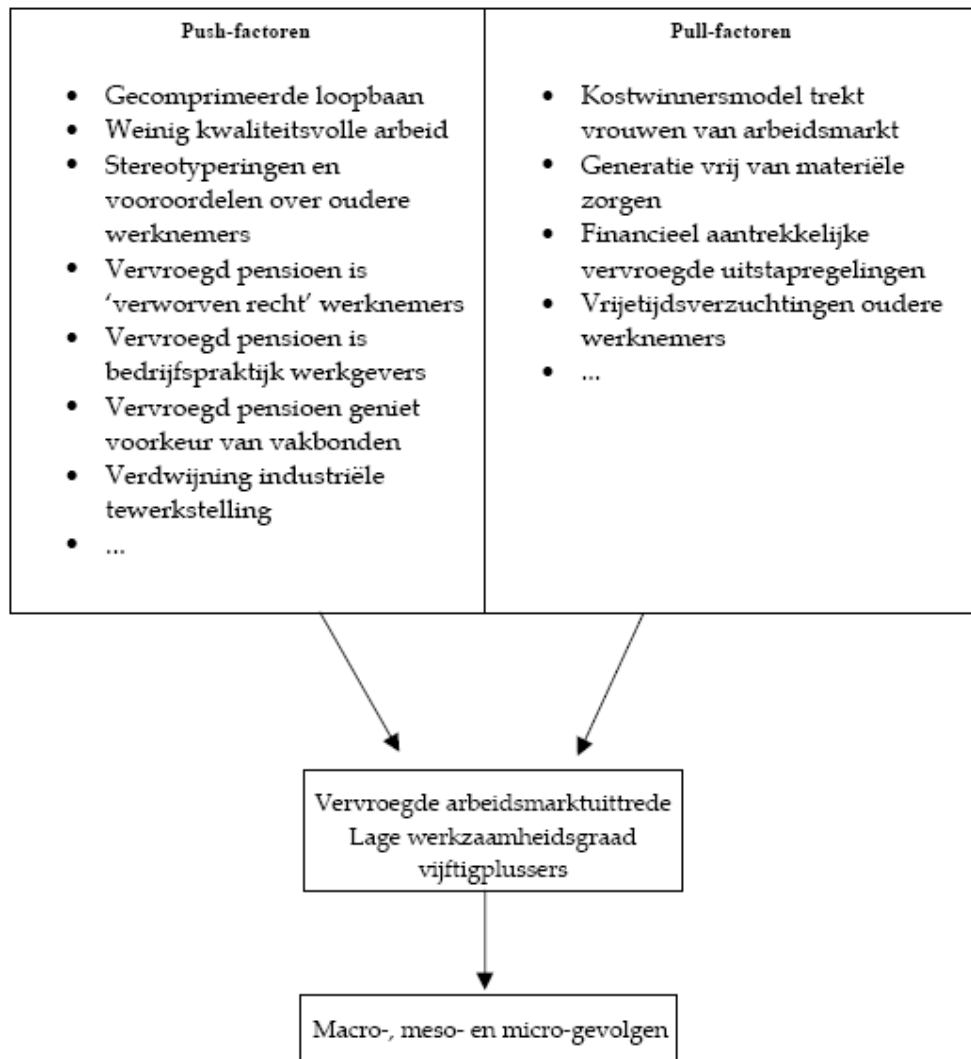 Push-factoren
• Gecomprimeerde loopbaan
• Weinig kwaliteitsvolle arbeid
• Stereotyperingen en
vooroordelen over oudere
werknemers
• Vervroegd pensioen is
‘verworven recht’ werknemers
• Vervroegd pensioen is
bedrijfspraktijk werkgevers
• Vervroegd pensioen geniet
voorkeur van vakbonden
• Verdwijning industriële
tewerkstelling
• ...
Pull-factoren
• Kostwinnersmodel trekt
vrouwen van arbeidsmarkt
• Generatie vrij van materiële
zorgen
• Financieel aantrekkelijke
vervroegde uitstapregelingen
• Vrijetijdsverzuchtingen oudere
werknemers
• ...
Vervroegde arbeidsmarktuittrede
Lage werkzaamheidsgraad
vijftigplussers
Macro-, meso- en micro-gevolgen